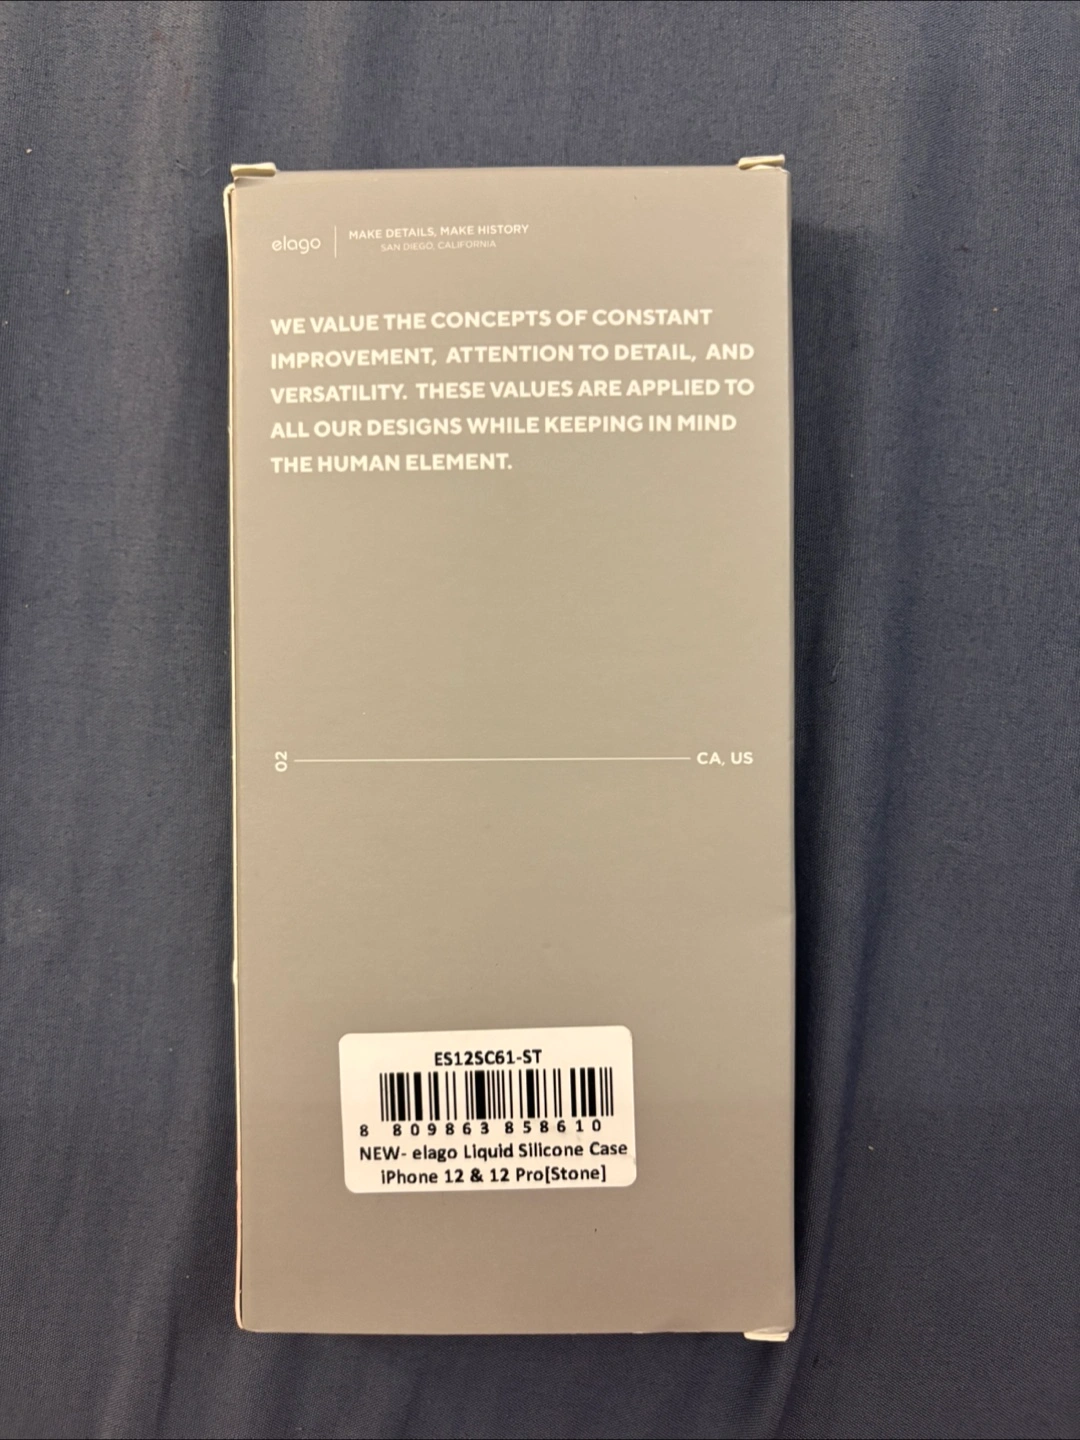 elago
MAKE DETAILS, MAKE HISTORY
SAN DIEGO, CALIFORNIA
WE VALUE THE CONCEPTS OF CONSTANT
IMPROVEMENT, ATTENTION TO DETAIL, AND
VERSATILITY. THESE VALUES ARE APPLIED TO
ALL OUR DESIGNS WHILE KEEPING IN MIND
THE HUMAN ELEMENT.
02
CA, US
ES12SC61-ST
8 809863 858610
NEW- elago Liquid Silicone Case
iPhone 12 & 12 Pro[Stone]